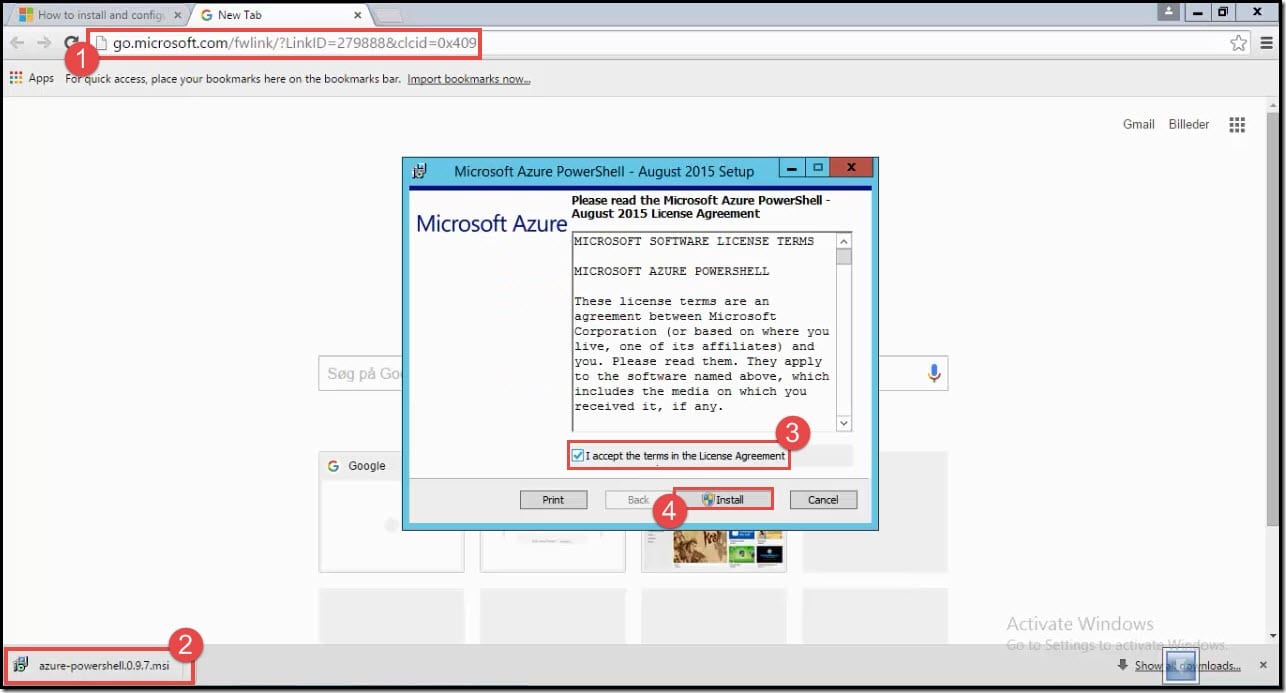 How to install and config
New Tab
go.microsoft.com/fwlink/?LinkID=279888&clcid=0x409
1
Apps
For quick access, place your bookmarks here on the bookmarks bar. Import bookmarks now...
Gmail Billeder
Microsoft Azure PowerShell - August 2015 Setup
Microsoft Azure
Please read the Microsoft Azure PowerShell -
August 2015 License Agreement
MICROSOFT SOFTWARE LICENSE TERMS
MICROSOFT AZURE POWERSHELL
These license terms are an
agreement between Microsoft
Corporation (or based on where you
live, one of its affiliates) and
you. Please read them. They apply
to the software named above, which
includes the media on which you
received it, if any.
Søg på Goo
3
I accept the terms in the License Agreement
Google
Print
Back
Install
Cancel
4
Activate Windows
Go to Settings to activate Windows.
2
azure-powershell.0.9.7.msi
Show all downloads...